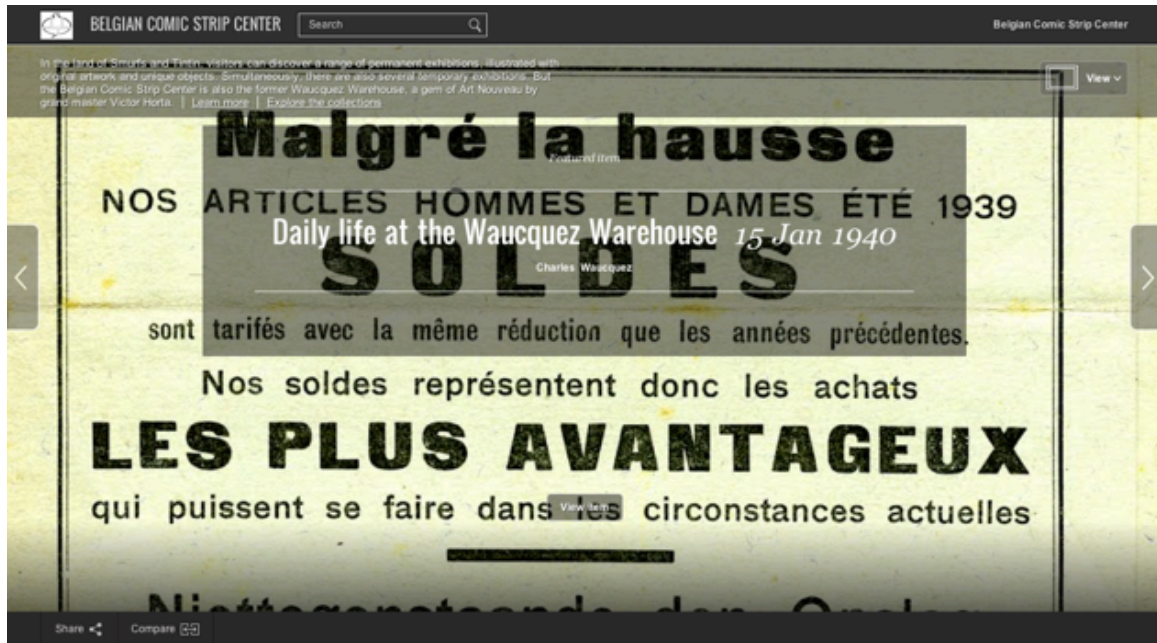 BELGIAN COMIC STRIP CENTER
Search
Belgian Comic Strip Center
In the land of Smurfs and Tintin, visitors can discover a range of permanent exhibitions, illustrated with
original artwork and unique objects. Simultaneously, there are also several temporary exhibitions. But
the Belgian Comic Strip Center is also the former Waucquez Warehouse, a gem of Art Nouveau by
grand master Victor Horta. | Learn more | Explore the collections
View
Malgré la hausse
Featured item
NOS ARTICLES HOMMES ET DAMES ÉTÉ 1939
Daily life at the Waucquez Warehouse 15 Jan 1940
Charles Waucquez
SOLDES
sont tarifés avec la même réduction que les années précédentes.
Nos soldes représentent donc les achats
LES PLUS AVANTAGEUX
qui puissent se faire dans les circonstances actuelles
View item
Niettegenstaande den Opslag
Share
Compare